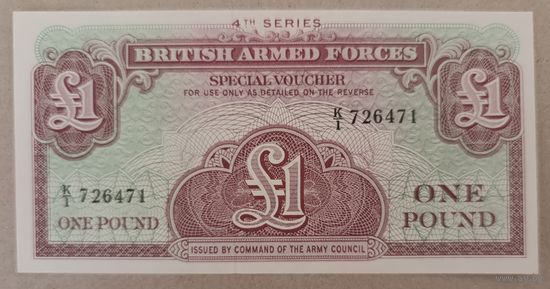 4TH SERIES
BRITISH ARMED FORCES
SPECIAL VOUCHER
FOR USE ONLY AS DETAILED ON THE REVERSE
£1
£1
K/1 726471
K/1 726471
£1
ONE POUND
ONE
POUND
ISSUED BY COMMAND OF THE ARMY COUNCIL